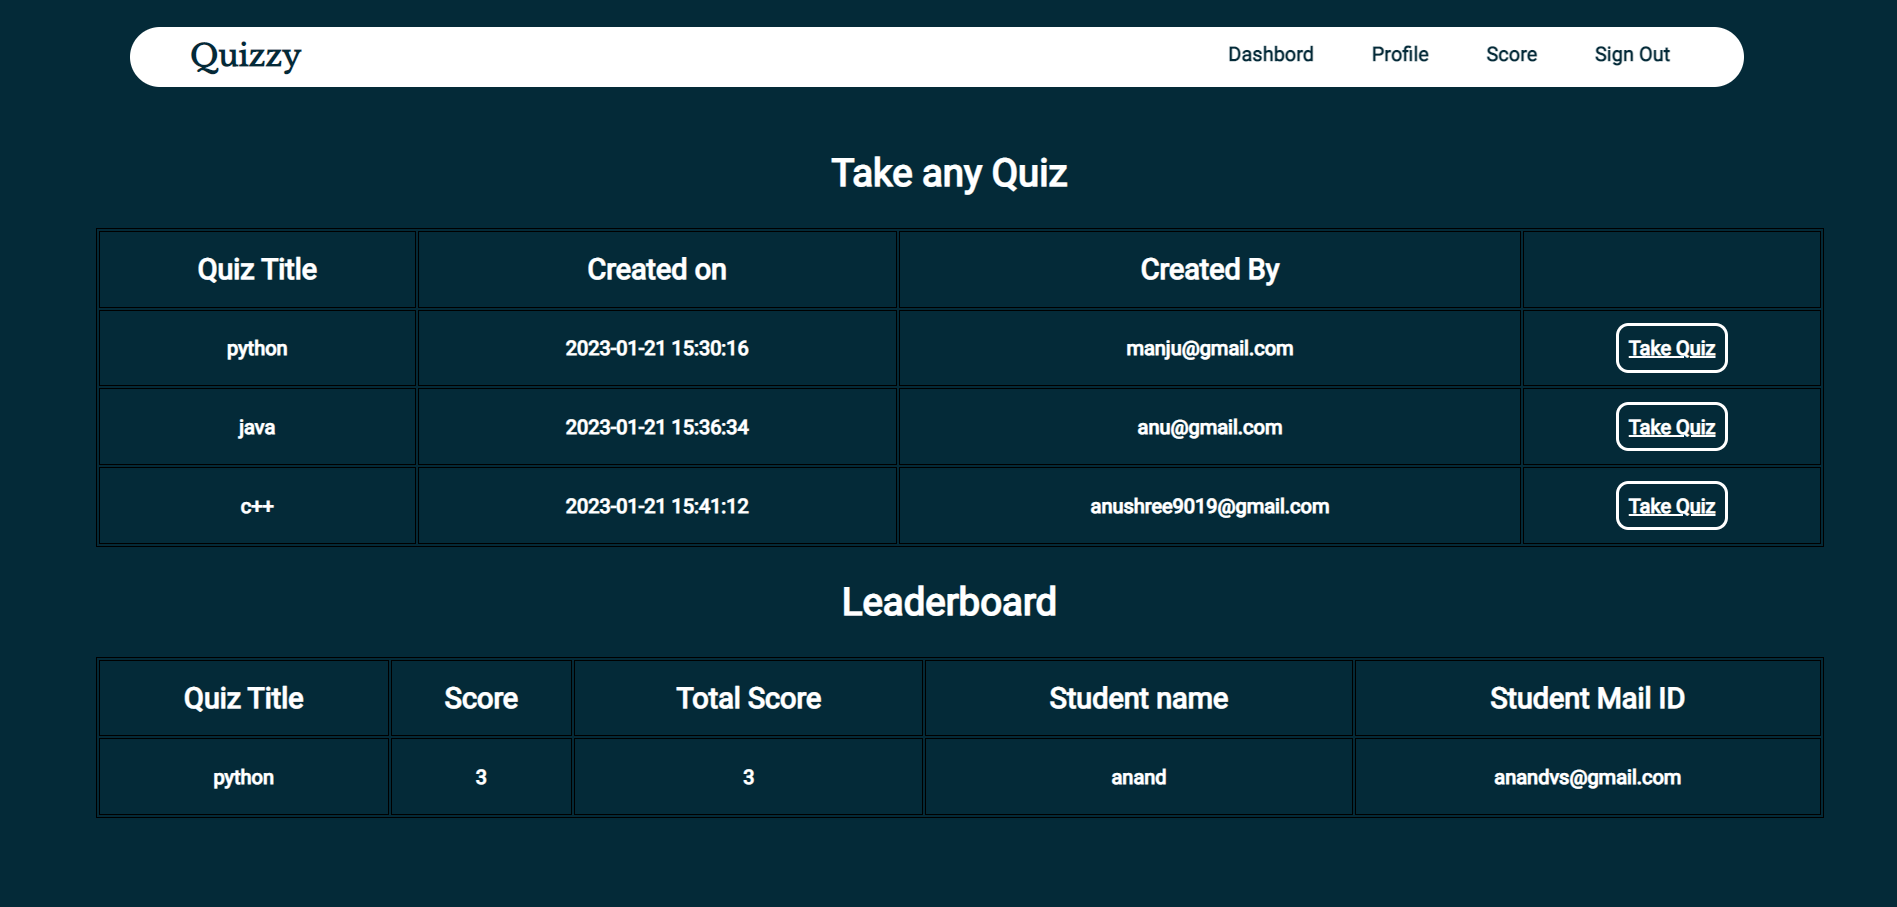 Quizzy Dashbord Profile Score Sign Out
Take any Quiz
Quiz Title Created on Created By
python 2023-01-21 15:30:16 manju@gmail.com Take Quiz
java 2023-01-21 15:36:34 anu@gmail.com Take Quiz
c++ 2023-01-21 15:41:12 anushree9019@gmail.com Take Quiz
Leaderboard
Quiz Title Score Total Score Student name Student Mail ID
python 3 3 anand anandvs@gmail.com